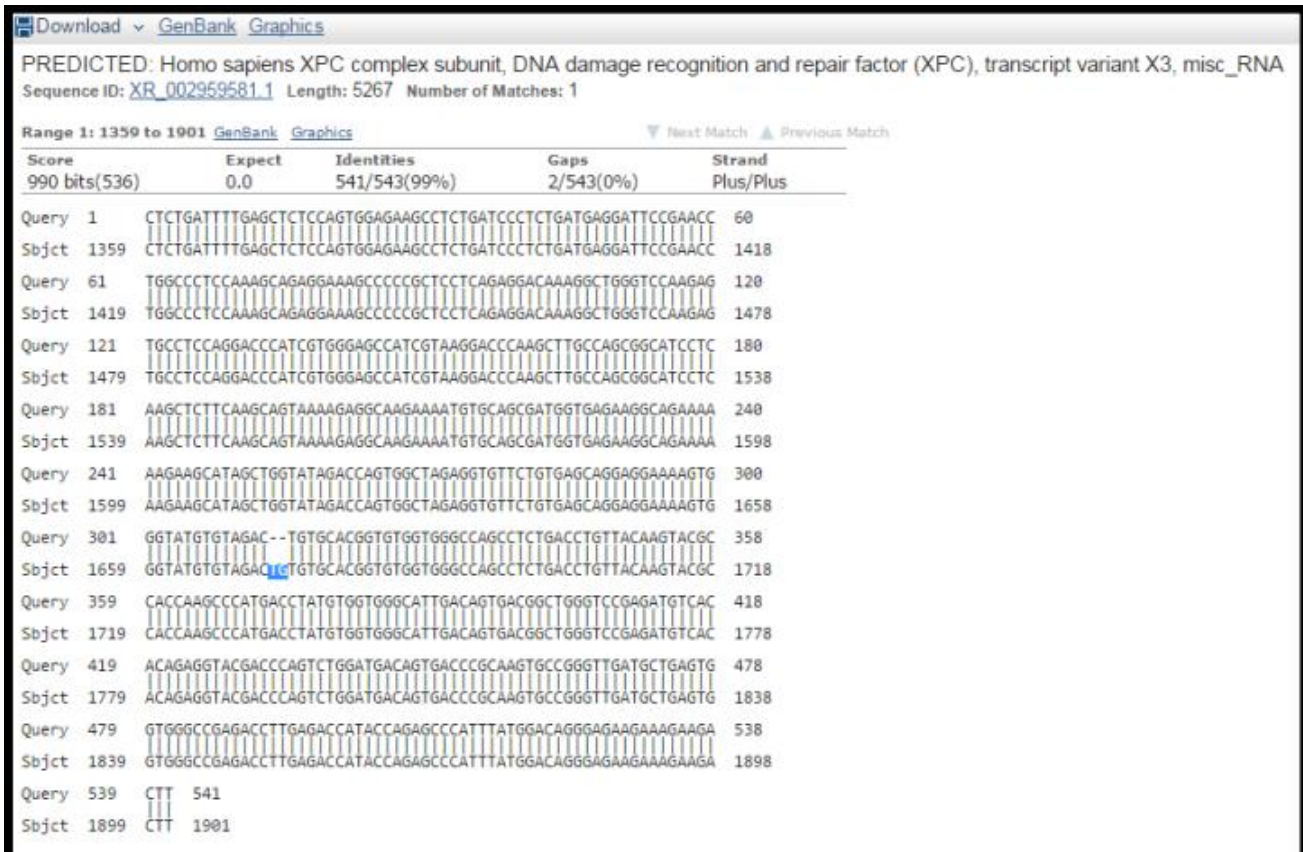 Download GenBank Graphics
PREDICTED: Homo sapiens XPC complex subunit, DNA damage recognition and repair factor (XPC), transcript variant X3, misc_RNA
Sequence ID: XR_002959581.1 Length: 5267 Number of Matches: 1
Range 1: 1359 to 1901 GenBank Graphics Next Match Previous Match
Score Expect Identities Gaps Strand
990 bits(536) 0.0 541/543(99%) 2/543(0%) Plus/Plus
Query 1 CTCTGATTTTGAGCTCTCCAGTGGAGAAGCCTCTGATCCCTCTGATGAGGATTCCGAACC 60
Sbjct 1359 CTCTGATTTTGAGCTCTCCAGTGGAGAAGCCTCTGATCCCTCTGATGAGGATTCCGAACC 1418
Query 61 TGGCCCTCCAAAGCAGAGGAAAGCCCCCGCTCCTCAGAGGACAAAGGCTGGGTCCAAGAG 120
Sbjct 1419 TGGCCCTCCAAAGCAGAGGAAAGCCCCCGCTCCTCAGAGGACAAAGGCTGGGTCCAAGAG 1478
Query 121 TGCCTCCAGGACCCATCGTGGGAGCCATCGTAAGGACCCAAGCTTGCCAGCGGCATCCTC 180
Sbjct 1479 TGCCTCCAGGACCCATCGTGGGAGCCATCGTAAGGACCCAAGCTTGCCAGCGGCATCCTC 1538
Query 181 AAGCTCTTCAAGCAGTAAAAGAGGCAAGAAAATGTGCAGCGATGGTGAGAAGGCAGAAAA 240
Sbjct 1539 AAGCTCTTCAAGCAGTAAAAGAGGCAAGAAAATGTGCAGCGATGGTGAGAAGGCAGAAAA 1598
Query 241 AAGAAGCATAGCTGGTATAGACCAGTGGCTAGAGGTGTTCTGTGAGCAGGAGGAAAAGTG 300
Sbjct 1599 AAGAAGCATAGCTGGTATAGACCAGTGGCTAGAGGTGTTCTGTGAGCAGGAGGAAAAGTG 1658
Query 301 GGTATGTGTAGAC--TGTGCACGGTGTGGTGGGCCAGCCTCTGACCTGTTACAAGTACGC 358
Sbjct 1659 GGTATGTGTAGACTGTGTGCACGGTGTGGTGGGCCAGCCTCTGACCTGTTACAAGTACGC 1718
Query 359 CACCAAGCCCATGACCTATGTGGTGGGCATTGACAGTGACGGCTGGGTCCGAGATGTCAC 418
Sbjct 1719 CACCAAGCCCATGACCTATGTGGTGGGCATTGACAGTGACGGCTGGGTCCGAGATGTCAC 1778
Query 419 ACAGAGGTACGACCCAGTCTGGATGACAGTGACCCGCAAGTGCCGGGTTGATGCTGAGTG 478
Sbjct 1779 ACAGAGGTACGACCCAGTCTGGATGACAGTGACCCGCAAGTGCCGGGTTGATGCTGAGTG 1838
Query 479 GTGGGCCGAGACCTTGAGACCATACCAGAGCCCATTTATGGACAGGGAGAAGAAAGAAGA 538
Sbjct 1839 GTGGGCCGAGACCTTGAGACCATACCAGAGCCCATTTATGGACAGGGAGAAGAAAGAAGA 1898
Query 539 CTT 541
Sbjct 1899 CTT 1901